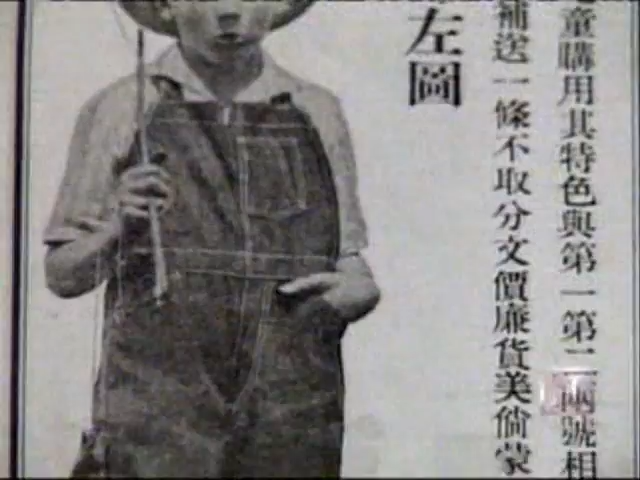 童購用其特色與第一第二兩號相
補送一條不取分文價廉貨美倘蒙
左圖